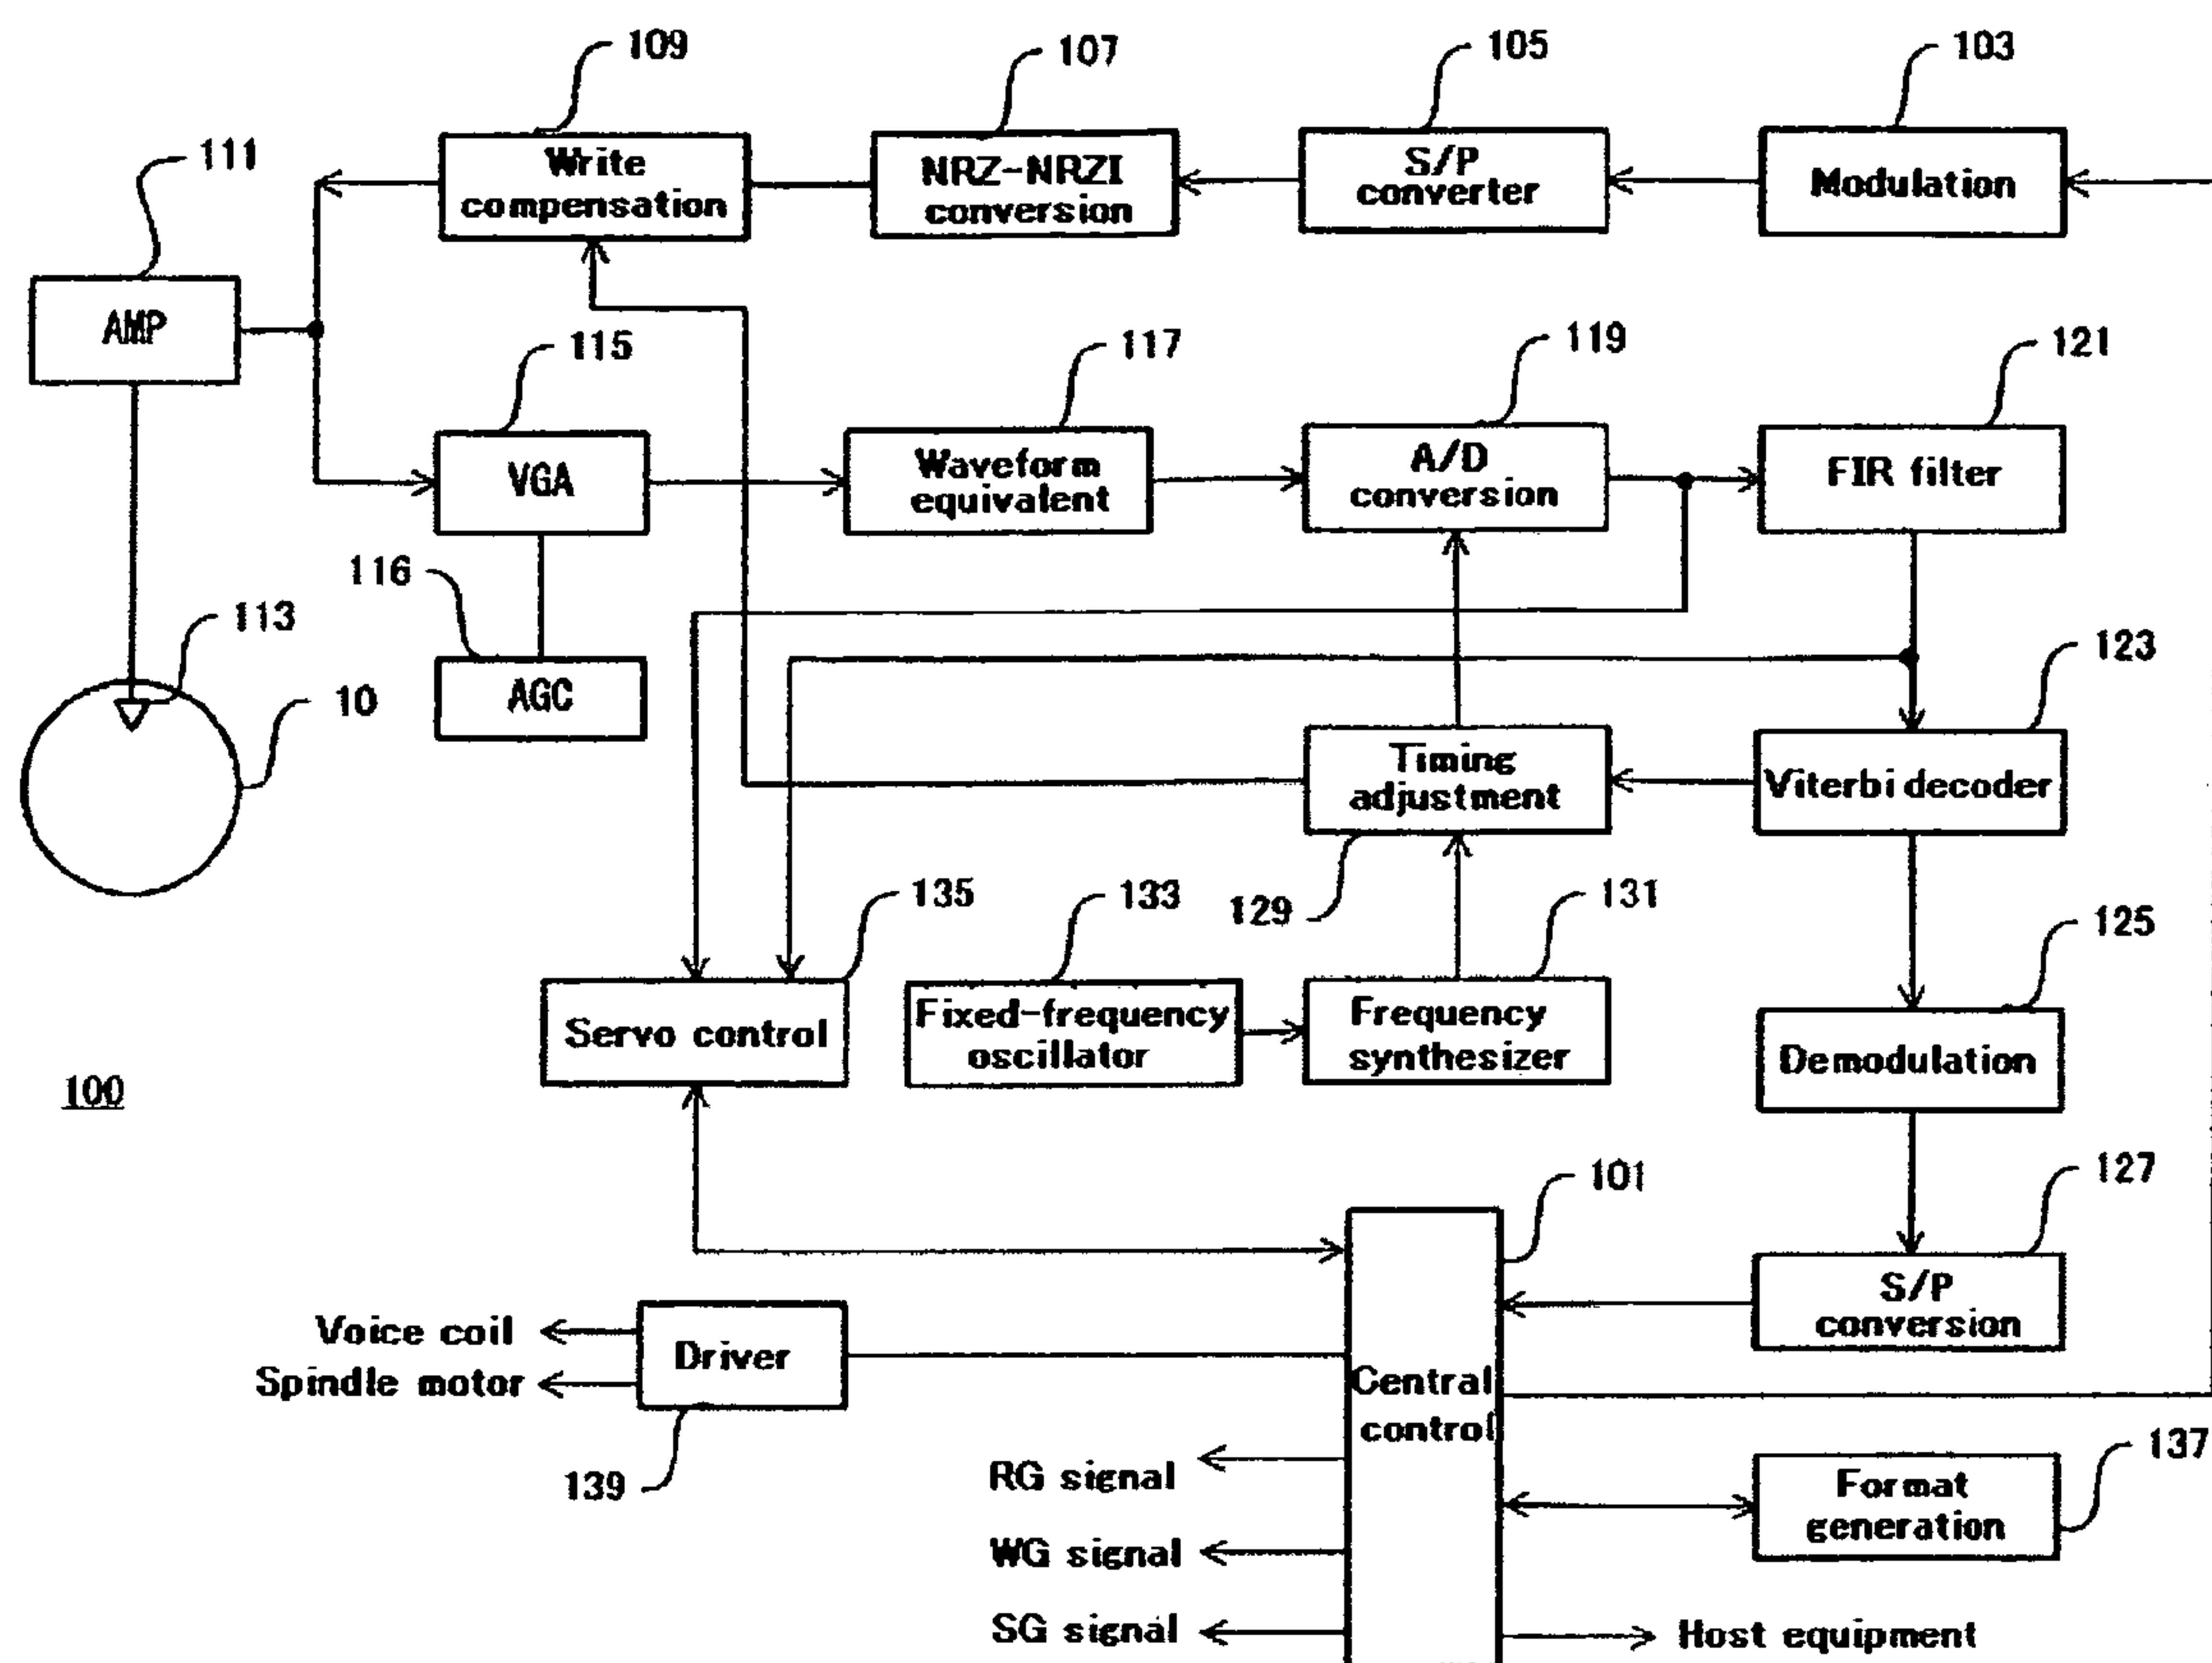 109
107
105
103
111
Write
compensation
NRZ-NRZI
conversion
S/P
converter
Modulation
AMP
115
117
119
121
VGA
Waveform
equivalent
A/D
conversion
FIR filter
116
113
AGC
10
123
Timing
adjustment
Viterbi decoder
135
133
129
131
125
Servo control
Fixed-frequency
oscillator
Frequency
synthesizer
Demodulation
100
101
127
S/P
conversion
Voice coil
Spindle motor
Driver
Central
control
139
RG signal
137
Format
generation
WG signal
SG signal
Host equipment